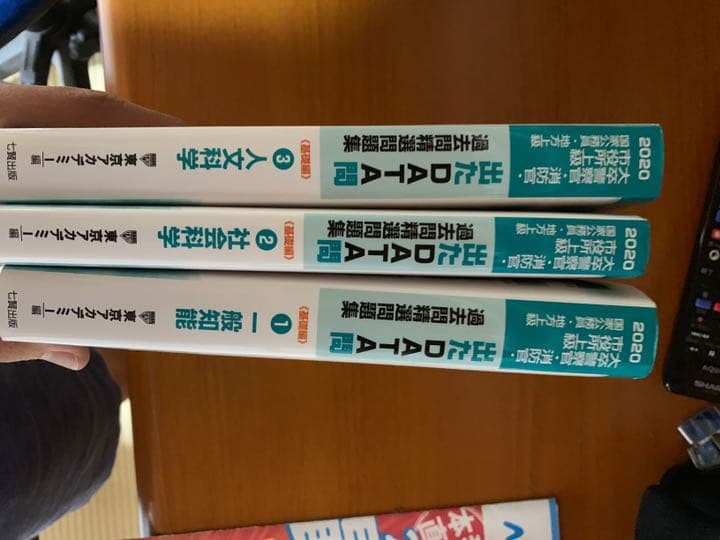 2020
大卒警察官・消防官・
国家公務員・地方上級
市役所上級
出たDATA問
過去問精選問題集
《基礎編》
3 人文科学
東京アカデミー 編
七賢出版
2020
大卒警察官・消防官・
国家公務員・地方上級
市役所上級
出たDATA問
過去問精選問題集
《基礎編》
2 社会科学
東京アカデミー 編
2020
大卒警察官・消防官・
国家公務員・地方上級
市役所上級
出たDATA問
過去問精選問題集
《基礎編》
1 一般知能
東京アカデミー 編
七賢出版